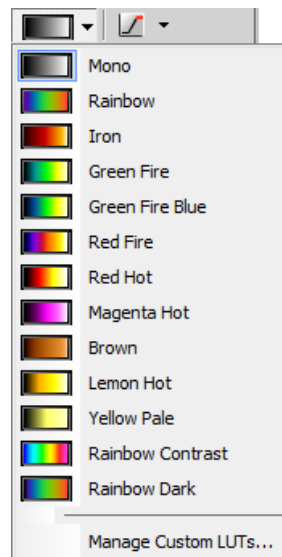 Mono
Rainbow
Iron
Green Fire
Green Fire Blue
Red Fire
Red Hot
Magenta Hot
Brown
Lemon Hot
Yellow Pale
Rainbow Contrast
Rainbow Dark
Manage Custom LUTs...